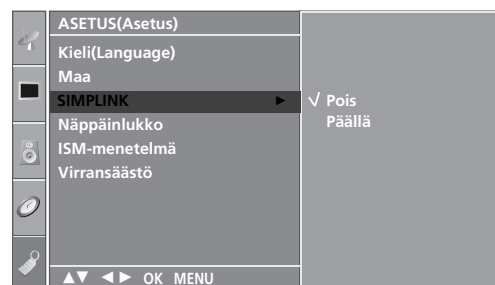 ASETUS(Asetus)
Kieli(Language)
Maa
SIMPLINK ►
Näppäinlukko
ISM-menetelmä
Virransäästö
√ Pois
Päällä
▲▼ ◄► OK MENU